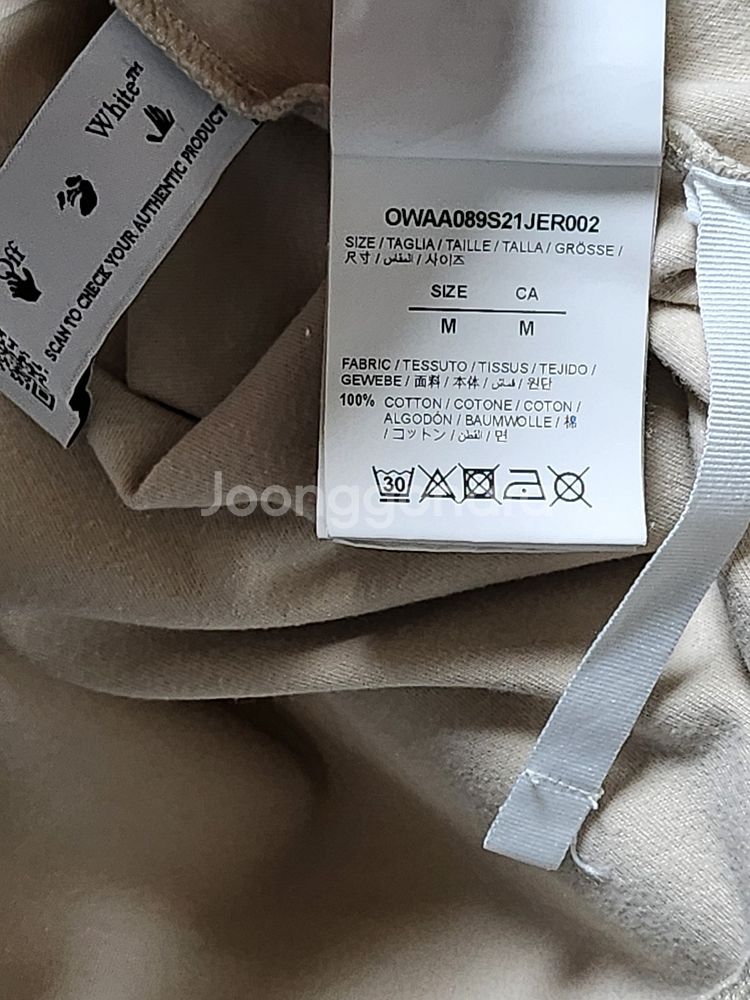 White™
Off
SCAN TO CHECK YOUR AUTHENTIC PRODUCT
OWAA089S21JER002
SIZE / TAGLIA / TAILLE / TALLA / GRÖSSE /
尺寸 / المقاس / 사이즈
SIZE CA
M M
FABRIC / TESSUTO / TISSUS / TEJIDO /
GEWEBE / 面料 / 本体 / قماش / 원단
100% COTTON / COTONE / COTON /
ALGODÓN / BAUMWOLLE / 棉
/ コットン / القطن / 면
30